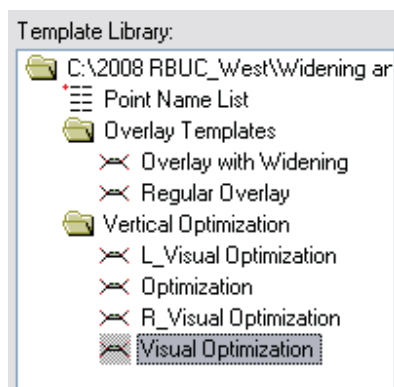 Template Library:
C:\2008 RBUC_West\Widening ar
Point Name List
Overlay Templates
Overlay with Widening
Regular Overlay
Vertical Optimization
L_Visual Optimization
Optimization
R_Visual Optimization
Visual Optimization